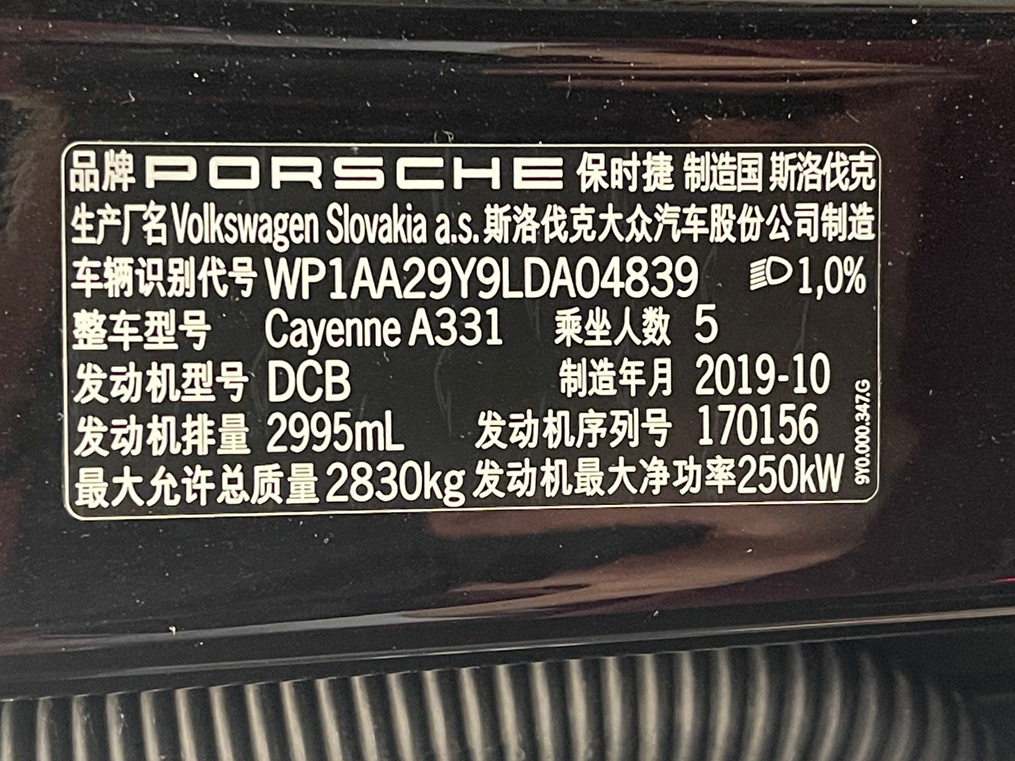 品牌 PORSCHE 保时捷 制造国 斯洛伐克
生产厂名 Volkswagen Slovakia a.s. 斯洛伐克大众汽车股份公司制造
车辆识别代号 WP1AA29Y9LDA04839 1,0%
整车型号 Cayenne A331 乘坐人数 5
发动机型号 DCB 制造年月 2019-10
发动机排量 2995mL 发动机序列号 170156
最大允许总质量 2830kg 发动机最大净功率 250kW
9Y0.000.347.G